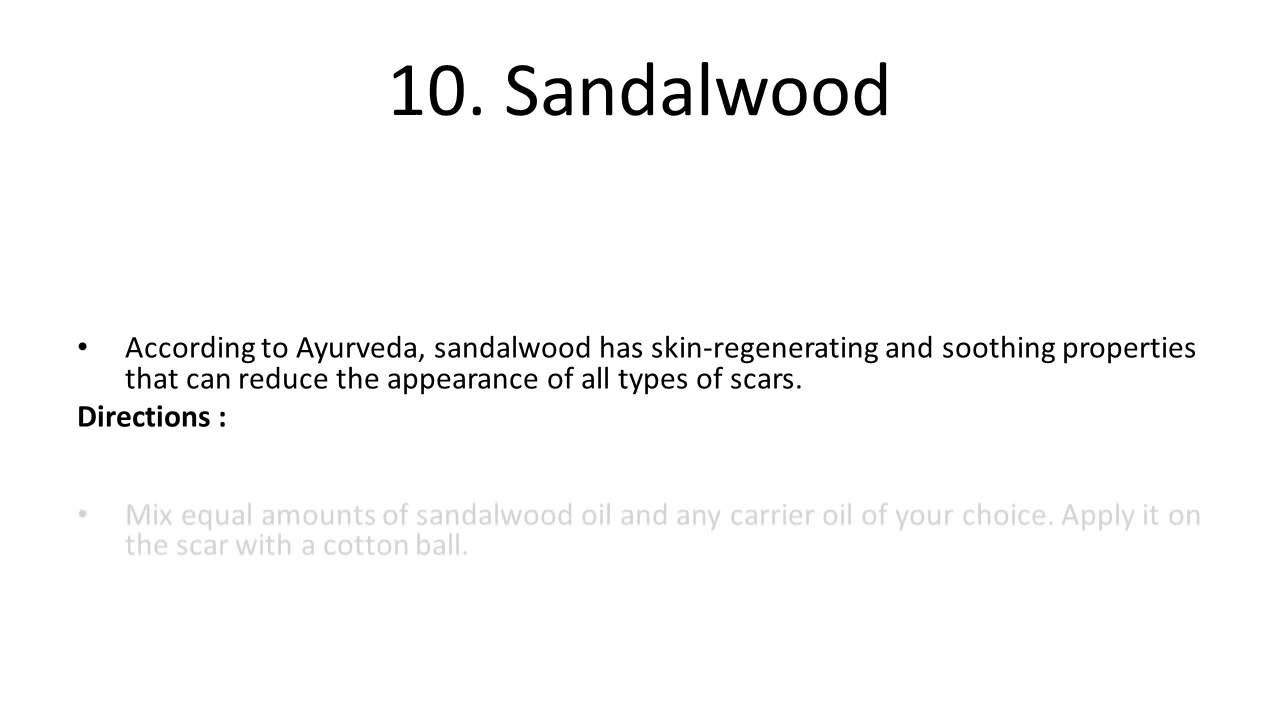 10. Sandalwood
• According to Ayurveda, sandalwood has skin-regenerating and soothing properties
that can reduce the appearance of all types of scars.
Directions :
• Mix equal amounts of sandalwood oil and any carrier oil of your choice. Apply it on
the scar with a cotton ball.